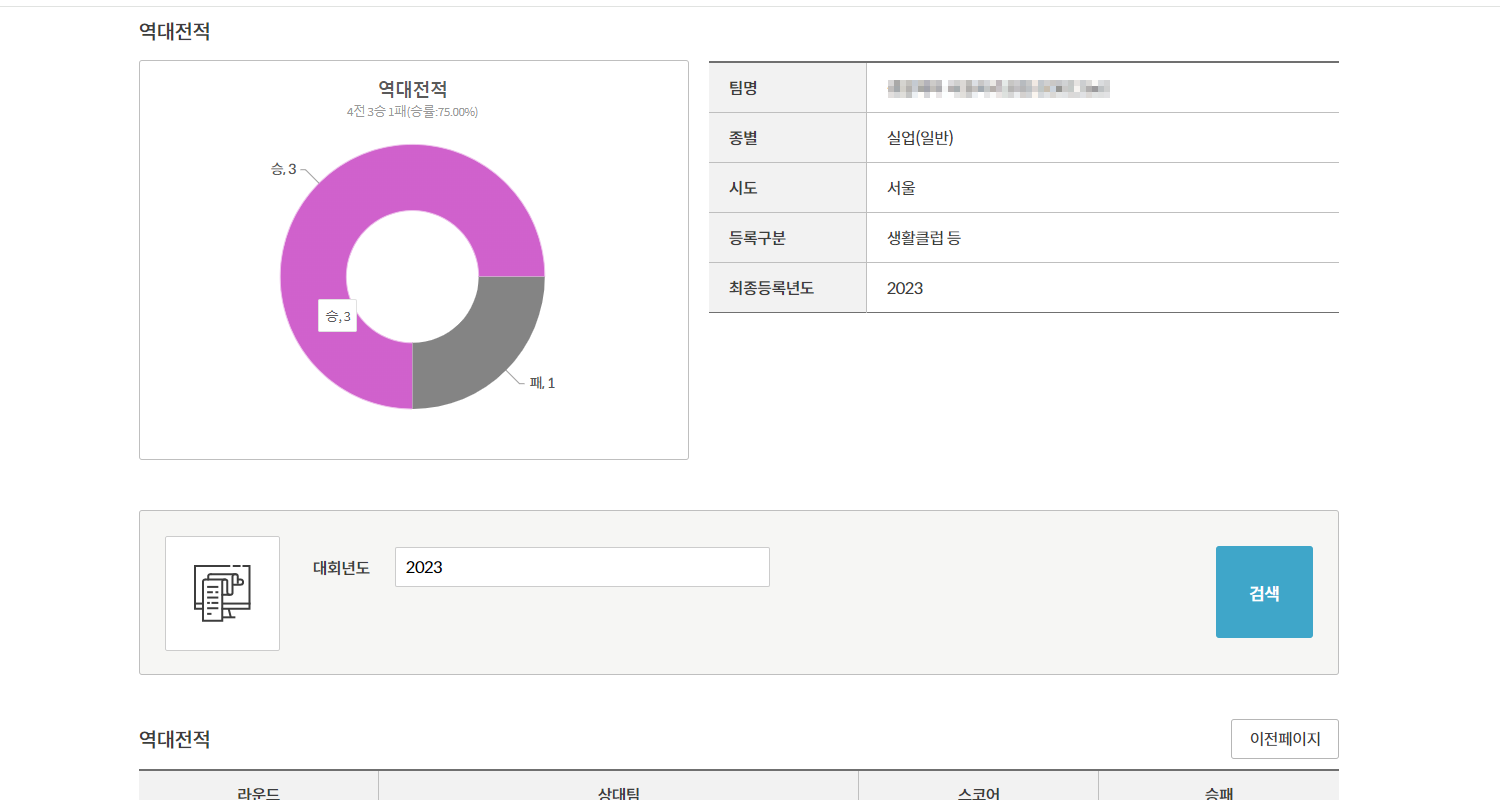 역대전적
역대전적
4전 3승 1패(승률:75.00%)
승, 3
승, 3
패, 1
팀명
종별 실업(일반)
시도 서울
등록구분 생활클럽 등
최종등록년도 2023
대회년도 2023
검색
역대전적
이전페이지
라운드 상대팀 스코어 승패